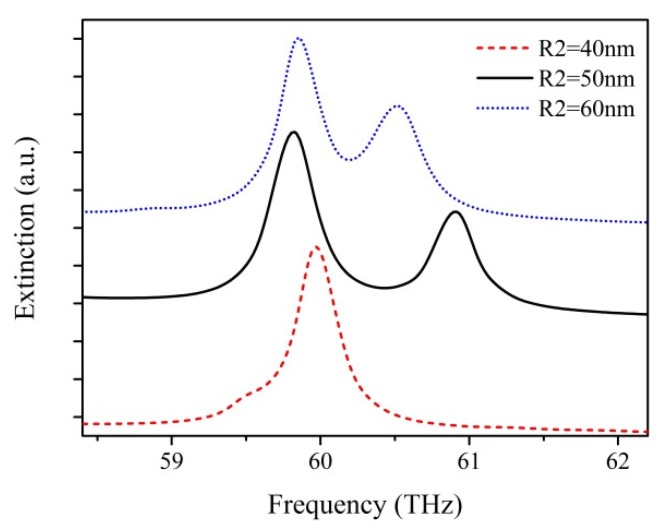 R2=40nm
R2=50nm
R2=60nm
Extinction (a.u.)
59 60 61 62
Frequency (THz)